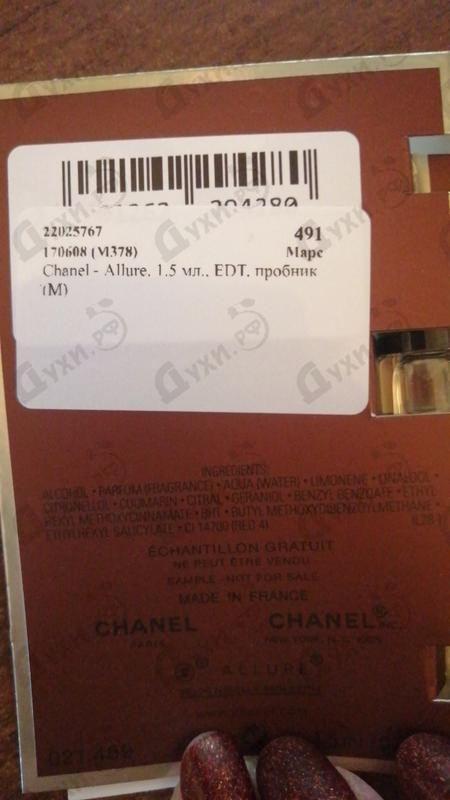 22025767 491
170608 (М378) Марс
Chanel - Allure, 1.5 мл., EDT, пробник
(М)
INGREDIENTS:
ALCOHOL • PARFUM (FRAGRANCE) • AQUA (WATER) • LIMONENE • LINALOOL •
CITRONELLOL • COUMARIN • CITRAL • GERANIOL • BENZYL BENZOATE • ETHYL
HEXYL METHOXYCINNAMATE • BHT • BUTYL METHOXYDIBENZOYLMETHANE •
ETHYLHEXYL SALICYLATE • CI 14700 (RED 4)
ÉCHANTILLON GRATUIT
NE PEUT ÊTRE VENDU
SAMPLE - NOT FOR SALE
MADE IN FRANCE
CHANEL CHANEL® INC.
PARIS NEW YORK, N.Y.
ALLURE®
ДУХИ.РФ